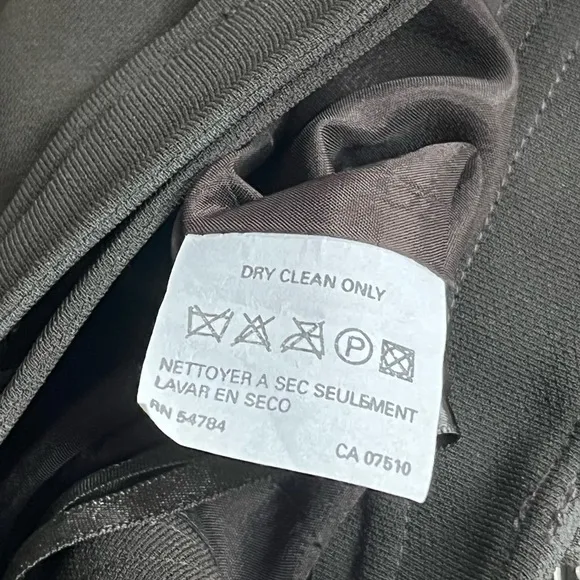 DRY CLEAN ONLY
P
NETTOYER A SEC SEULEMENT
LAVAR EN SECO
RN 54784
CA 07510